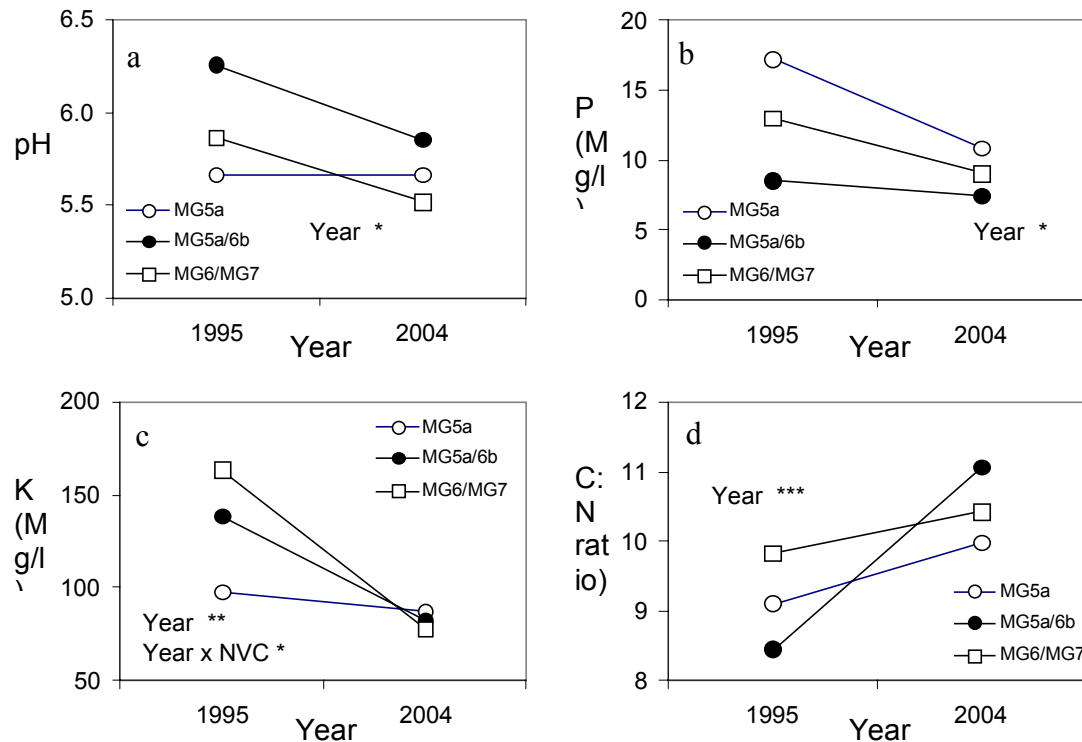 a
6.5
6.0
5.5
5.0
pH
MG5a
MG5a/6b
MG6/MG7
Year *
1995
2004
Year
b
20
15
10
5
0
P
(M
g/l
)
MG5a
MG5a/6b
MG6/MG7
Year *
1995
2004
Year
c
200
150
100
50
K
(M
g/l
)
MG5a
MG5a/6b
MG6/MG7
Year **
Year x NVC *
1995
2004
Year
d
12
11
10
9
8
C:
N
rat
io)
Year ***
MG5a
MG5a/6b
MG6/MG7
1995
2004
Year